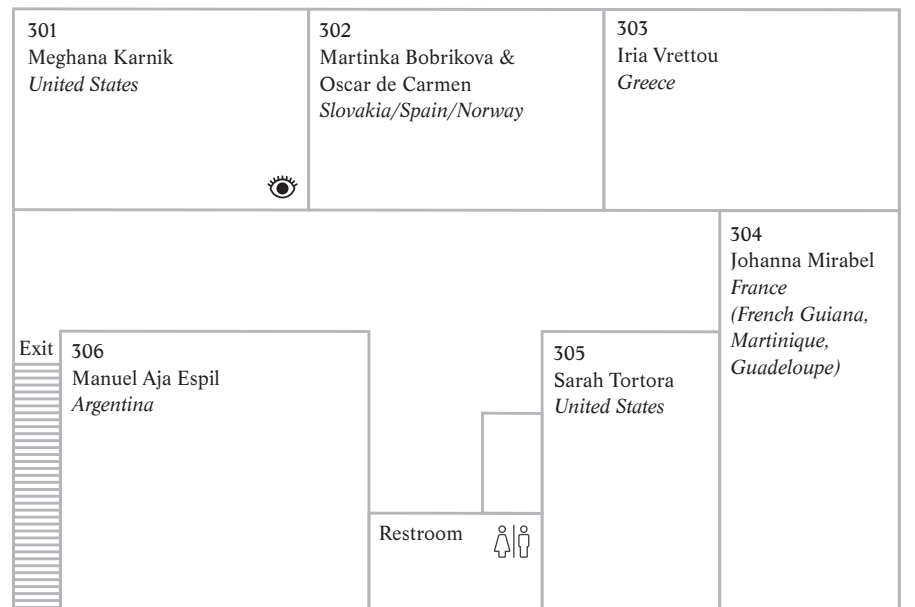 301
Meghana Karnik
United States
302
Martinka Bobrikova &
Oscar de Carmen
Slovakia/Spain/Norway
303
Iria Vrettou
Greece
304
Johanna Mirabel
France
(French Guiana,
Martinique,
Guadeloupe)
Exit
306
Manuel Aja Espil
Argentina
305
Sarah Tortora
United States
Restroom